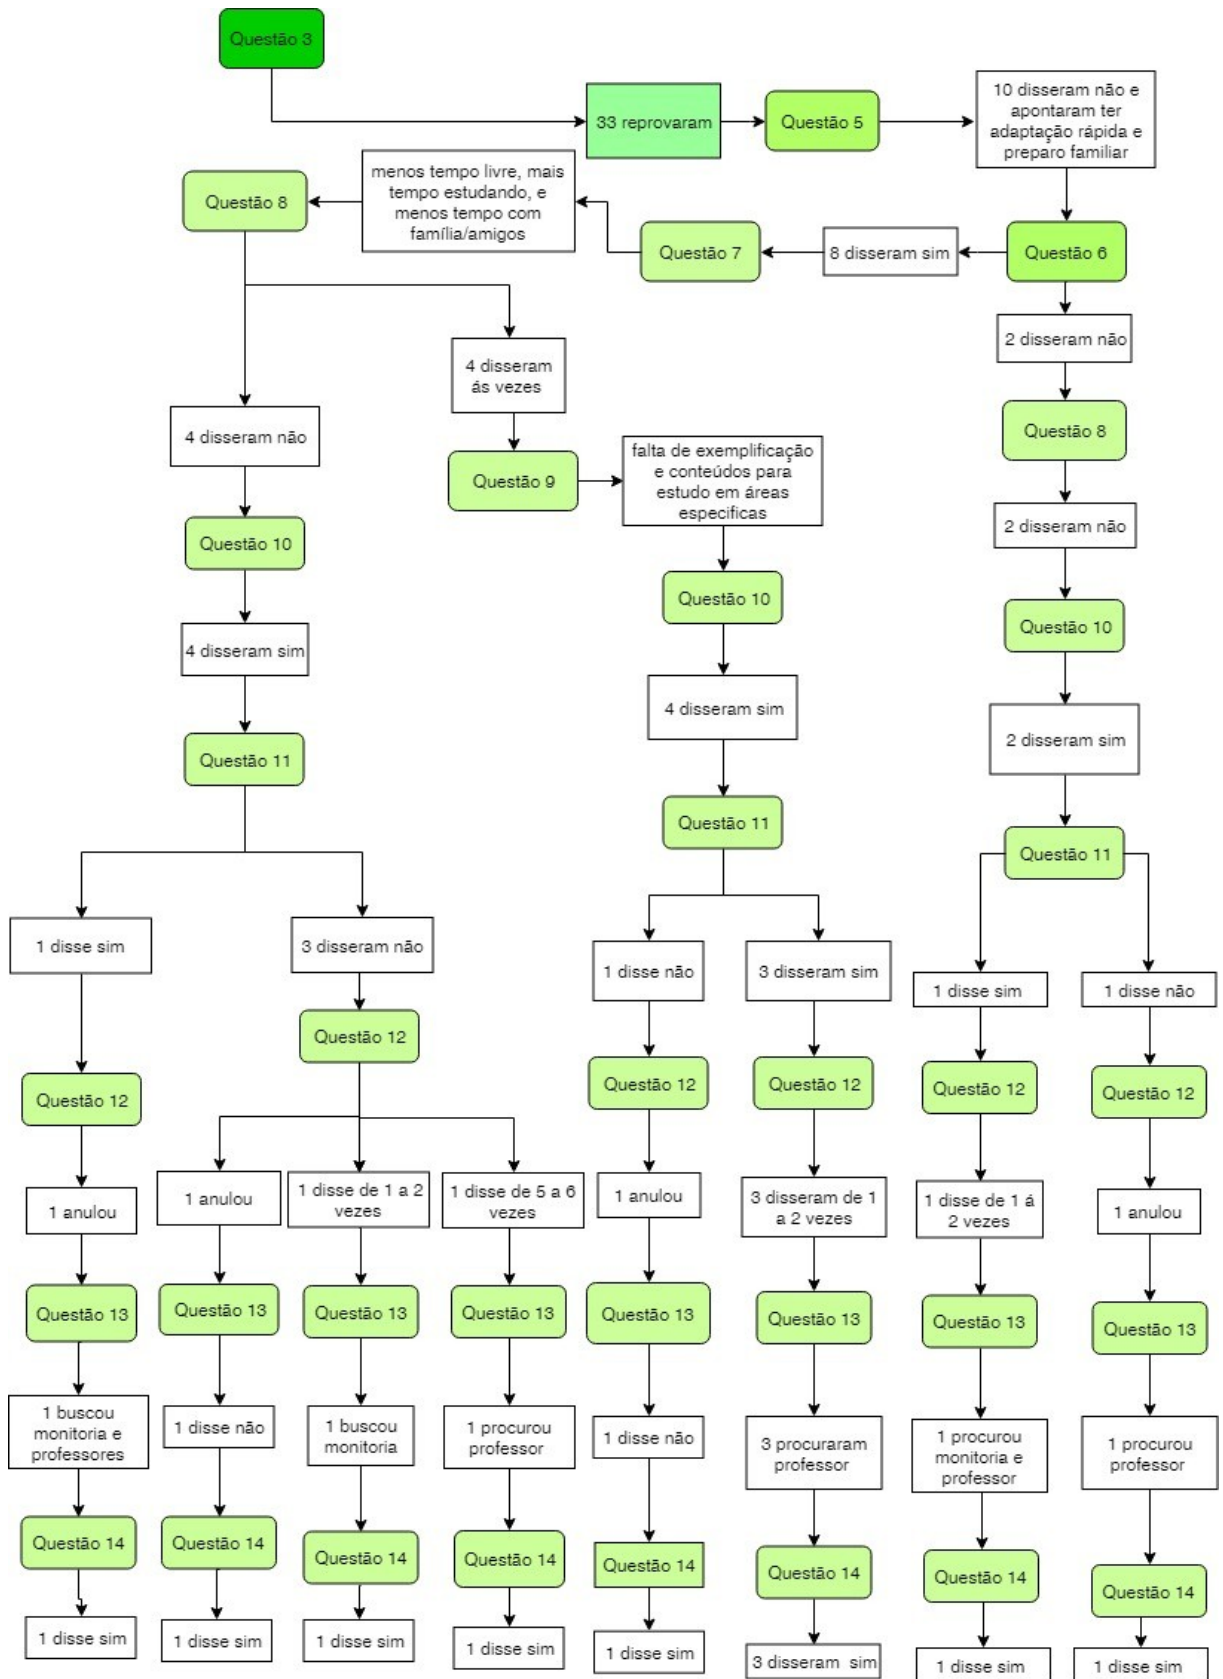 Questão 3
33 reprovaram
Questão 5
10 disseram não e
apontaram ter
adaptação rápida e
preparo familiar
Questão 8
menos tempo livre, mais
tempo estudando, e
menos tempo com
família/amigos
Questão 7
8 disseram sim
Questão 6
2 disseram não
4 disseram
ás vezes
4 disseram não
Questão 8
Questão 9
falta de exemplificação
e conteúdos para
estudo em áreas
especificas
2 disseram não
Questão 10
Questão 10
Questão 10
4 disseram sim
4 disseram sim
2 disseram sim
Questão 11
Questão 11
Questão 11
1 disse sim
3 disseram não
1 disse não
3 disseram sim
1 disse sim
1 disse não
Questão 12
Questão 12
Questão 12
Questão 12
Questão 12
Questão 12
1 anulou
1 anulou
1 disse de 1 a 2
vezes
1 disse de 5 a 6
vezes
1 anulou
3 disseram de 1
a 2 vezes
1 disse de 1 á
2 vezes
1 anulou
Questão 13
Questão 13
Questão 13
Questão 13
Questão 13
Questão 13
Questão 13
Questão 13
1 buscou
monitoria e
professores
1 disse não
1 buscou
monitoria
1 procurou
professor
1 disse não
3 procuraram
professor
1 procurou
monitoria e
professor
1 procurou
professor
Questão 14
Questão 14
Questão 14
Questão 14
Questão 14
Questão 14
Questão 14
Questão 14
1 disse sim
1 disse sim
1 disse sim
1 disse sim
1 disse sim
3 disseram sim
1 disse sim
1 disse sim